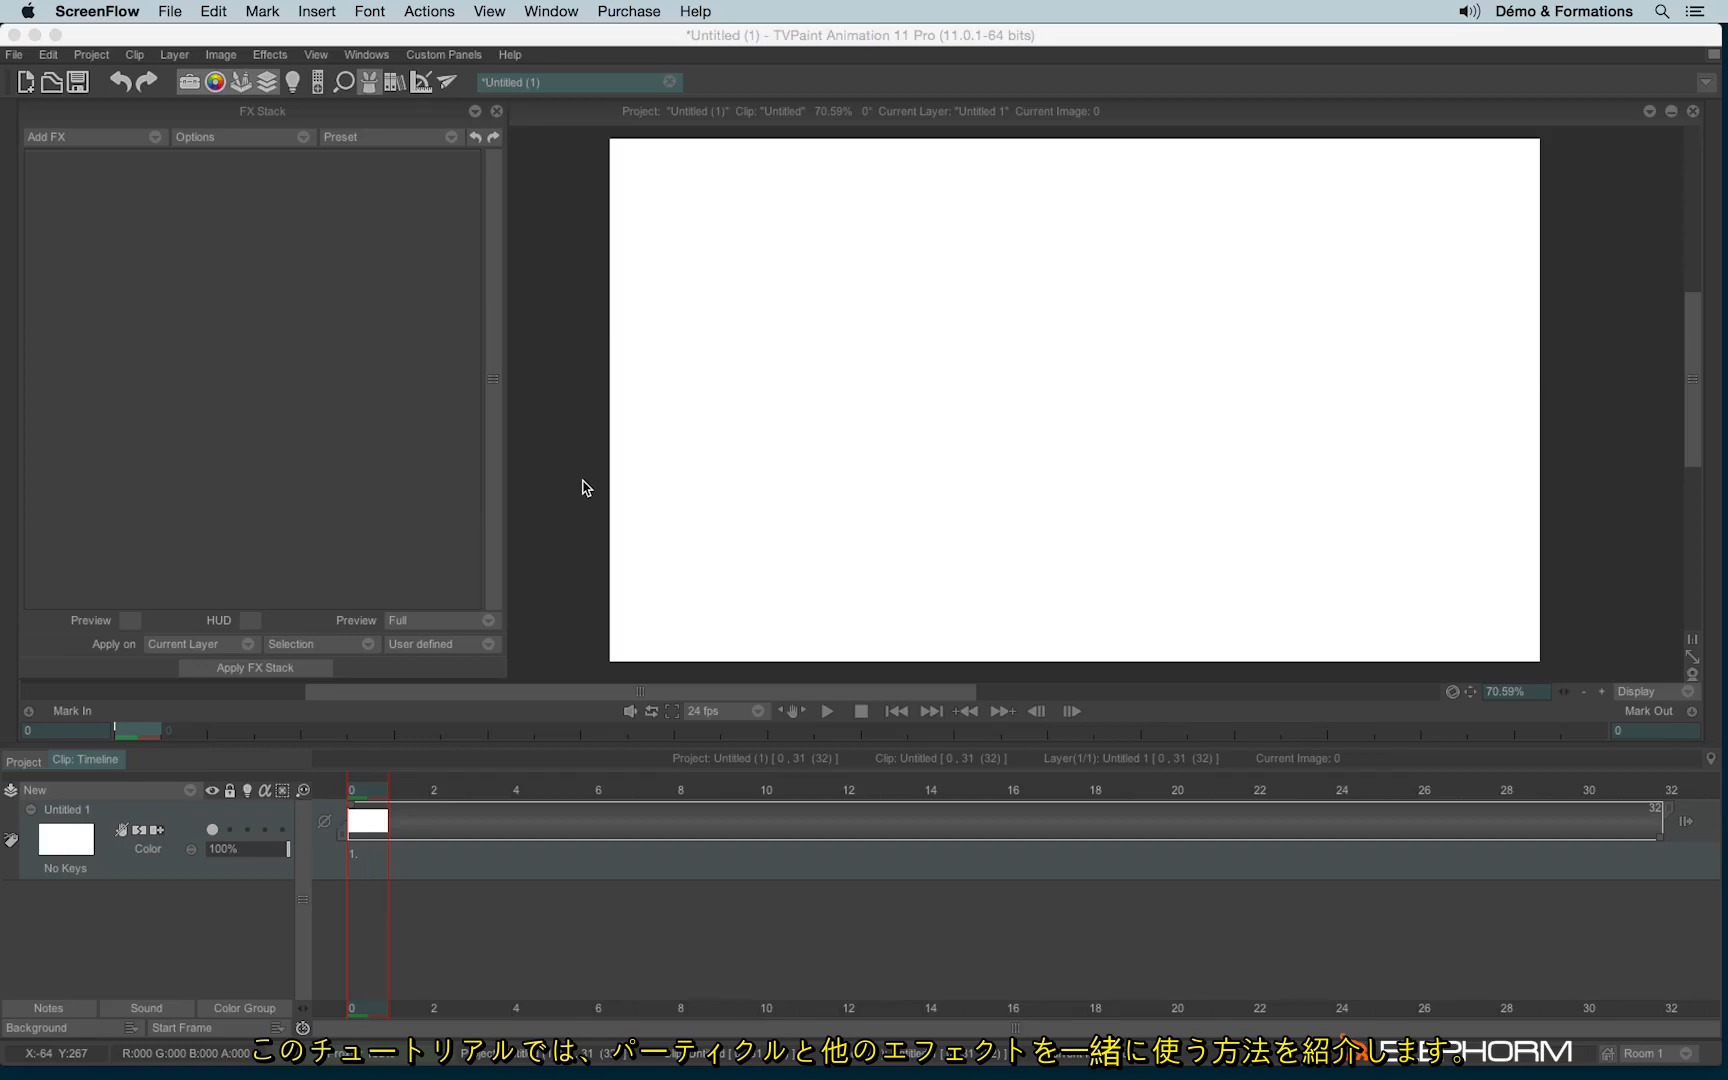 ScreenFlow File Edit Mark Insert Font Actions View Window Purchase Help Démo & Formations
*Untitled (1) - TVPaint Animation 11 Pro (11.0.1-64 bits)
File Edit Project Clip Layer Image Effects View Windows Custom Panels Help
*Untitled (1)
FX Stack
Project: "Untitled (1)" Clip: "Untitled" 70.59% 0° Current Layer: "Untitled 1" Current Image: 0
Add FX Options Preset
Preview HUD Preview Full
Apply on Current Layer Selection User defined
Apply FX Stack
70.59% - + Display
Mark In 24 fps Mark Out
0 0 0
Project Clip: Timeline Project: Untitled (1) [ 0 , 31 (32) ] Clip: Untitled [ 0 , 31 (32) ] Layer(1/1): Untitled 1 [ 0 , 31 (32) ] Current Image: 0
New 0 2 4 6 8 10 12 14 16 18 20 22 24 26 28 30 32
Untitled 1 32
Color 100%
1.
No Keys
Notes Sound Color Group 0 2 4 6 8 10 12 14 16 18 20 22 24 26 28 30 32
Background Start Frame
X:-64 Y:267 R:000 G:000 B:000 A:000 Room 1
このチュートリアルでは、パーティクルと他のエフェクトを一緒に使う方法を紹介します。